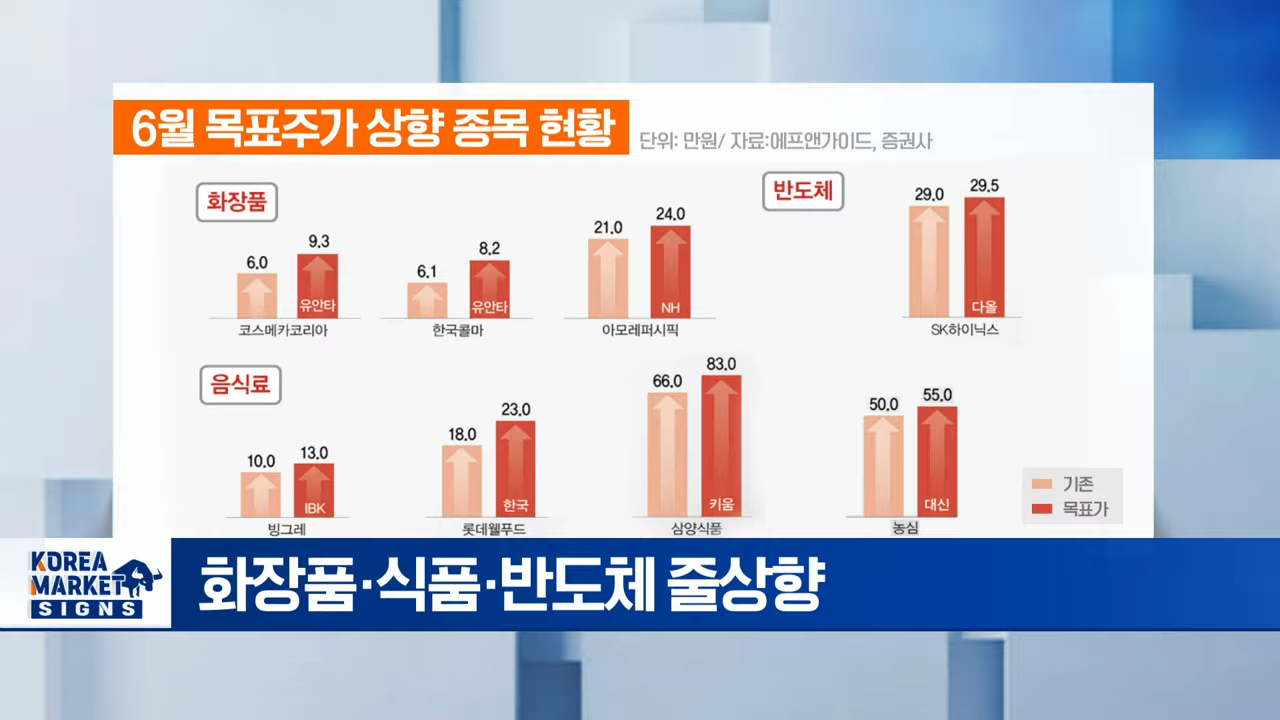 6월 목표주가 상향 종목 현황
단위: 만원/ 자료:에프앤가이드, 증권사
화장품
6.0
9.3
유안타
코스메카코리아
6.1
8.2
유안타
한국콜마
21.0
24.0
NH
아모레퍼시픽
반도체
29.0
29.5
다올
SK하이닉스
음식료
10.0
13.0
IBK
빙그레
18.0
23.0
한국
롯데웰푸드
66.0
83.0
키움
삼양식품
50.0
55.0
대신
농심
기존
목표가
KOREA
MARKET
SIGNS
화장품·식품·반도체 줄상향